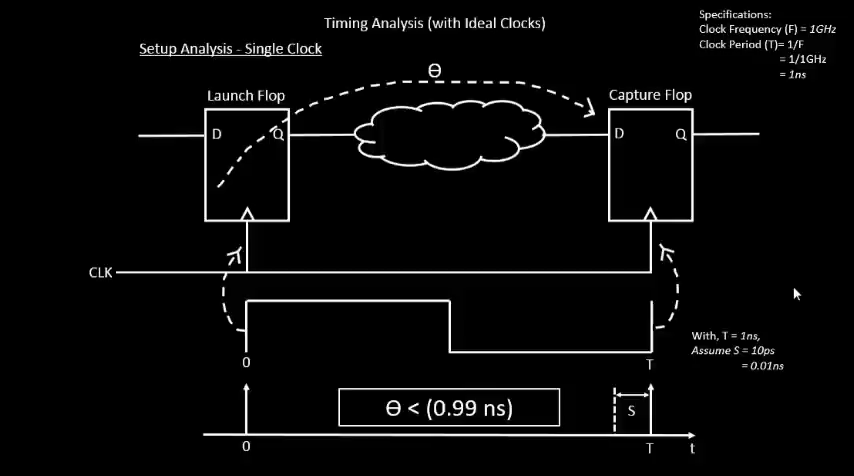 Timing Analysis (with Ideal Clocks)
Specifications:
Clock Frequency (F) = 1GHz
Clock Period (T)= 1/F
= 1/1GHz
= 1ns
Setup Analysis - Single Clock
Ө
Launch Flop
Capture Flop
D
Q
D
Q
CLK
With, T = 1ns,
Assume S = 10ps
= 0.01ns
0
T
Ө < (0.99 ns)
S
0
T
t